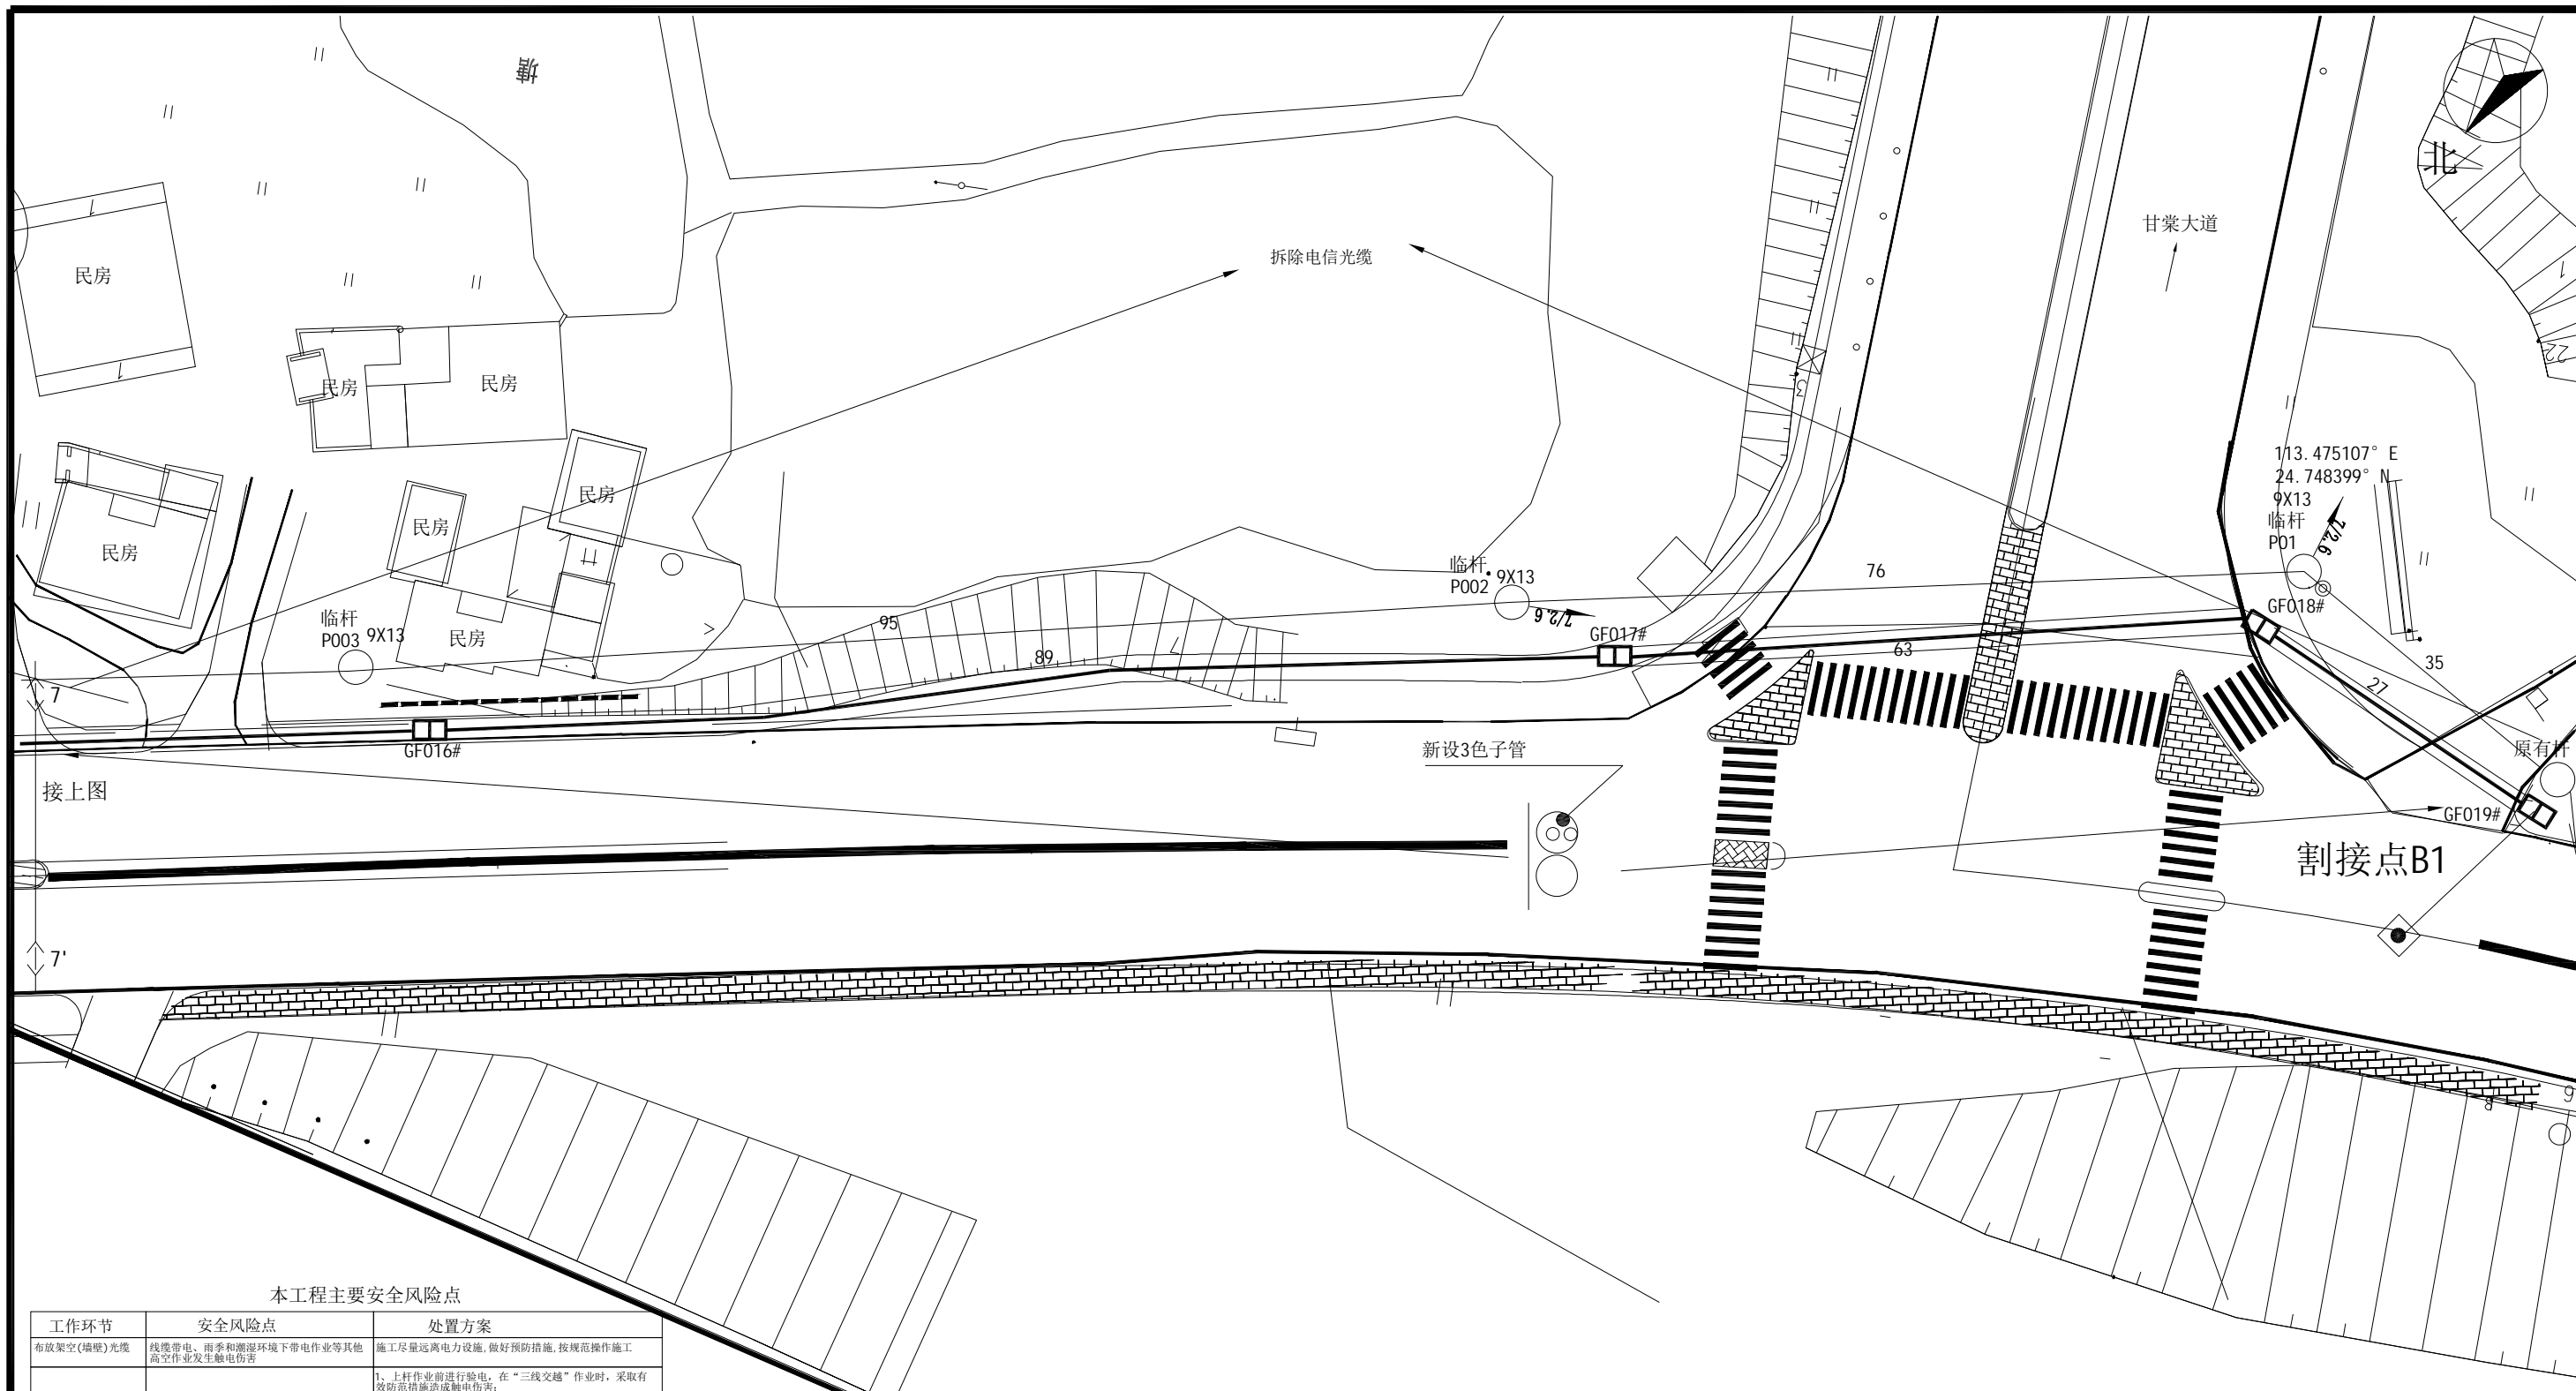 塘
北
甘棠大道
拆除电信光缆
民房
民房
民房
民房
民房
民房
民房
3
22
113.475107° E
24.748399° N
9X13
临杆
P01
7/2.6
临杆
P002
9X13
7/2.6
76
临杆
P003
9X13
95
89
GF017#
63
GF018#
35
27
7
GF016#
接上图
新设3色子管
原有杆
GF019#
割接点B1
7'
8
9
本工程主要安全风险点
工作环节 安全风险点 处置方案
布放架空(墙壁)光缆 线缆带电、雨季和潮湿环境下带电作业等其他 施工尽量远离电力设施,做好预防措施,按规范操作施工
高空作业发生触电伤害
1、上杆作业前进行验电，在“三线交越”作业时，采取有
效防范措施造成触电伤害;